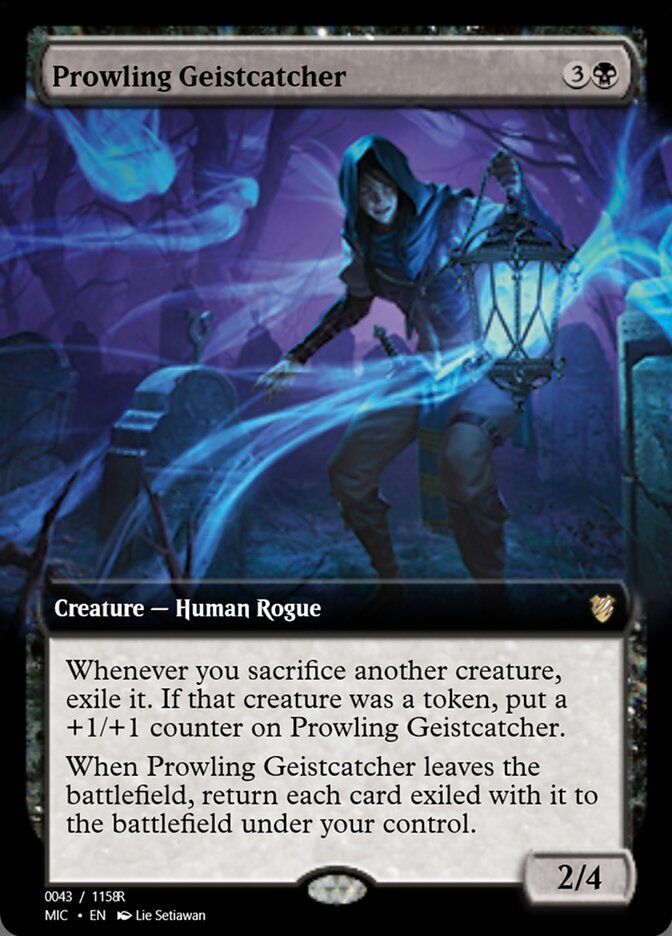 Prowling Geistcatcher 3
Creature — Human Rogue
Whenever you sacrifice another creature,
exile it. If that creature was a token, put a
+1/+1 counter on Prowling Geistcatcher.
When Prowling Geistcatcher leaves the
battlefield, return each card exiled with it to
the battlefield under your control.
2/4
0043 / 1158R
MIC • EN Lie Setiawan